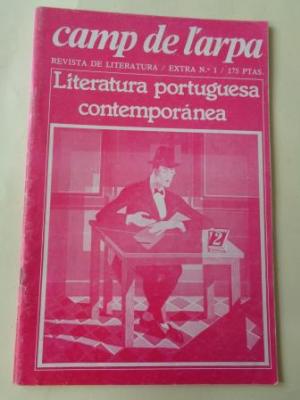 camp de l'arpa
REVISTA DE LITERATURA / EXTRA N.º 1 / 175 PTAS.
Literatura portuguesa
contemporánea
2